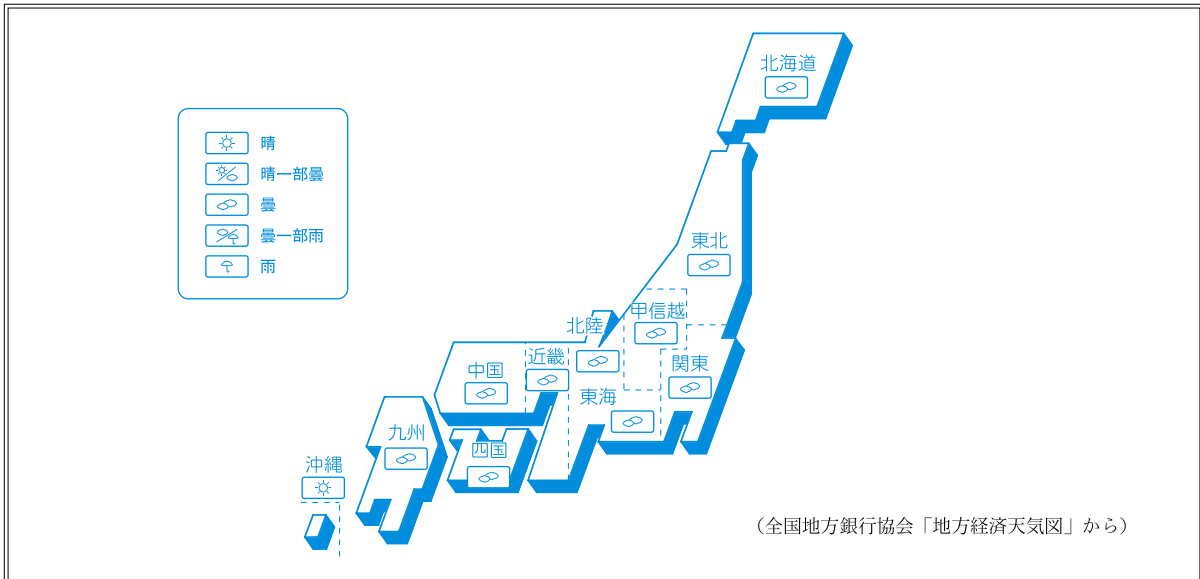 北海道
晴
晴一部曇
曇
曇一部雨
雨
東北
甲信越
北陸
近畿
関東
中国
東海
九州
四国
沖縄
（全国地方銀行協会「地方経済天気図」から）